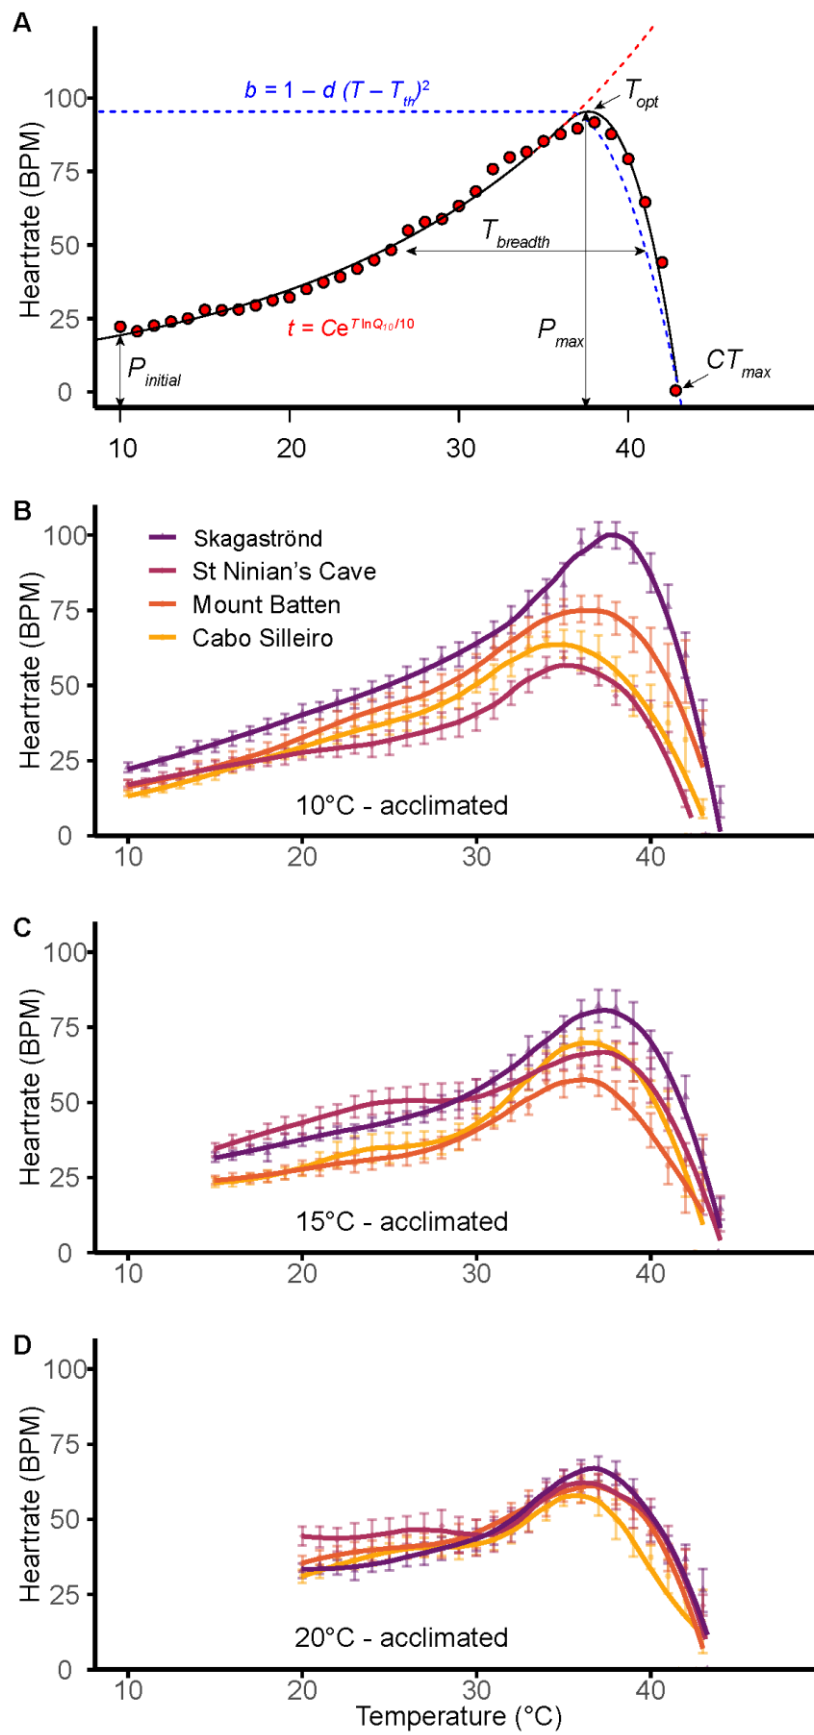 A
Heartrate (BPM)
100
75
50
25
0
b = 1 – d (T – T_th)²
T_opt
T_breadth
t = Ce^{T ln Q₁₀/10}
P_max
CT_max
P_initial
10
20
30
40
B
Heartrate (BPM)
100
75
50
25
0
Skagaströnd
St Ninian's Cave
Mount Batten
Cabo Silleiro
10°C - acclimated
10
20
30
40
C
Heartrate (BPM)
100
75
50
25
0
15°C - acclimated
10
20
30
40
D
Heartrate (BPM)
100
75
50
25
0
20°C - acclimated
10
20
30
40
Temperature (°C)